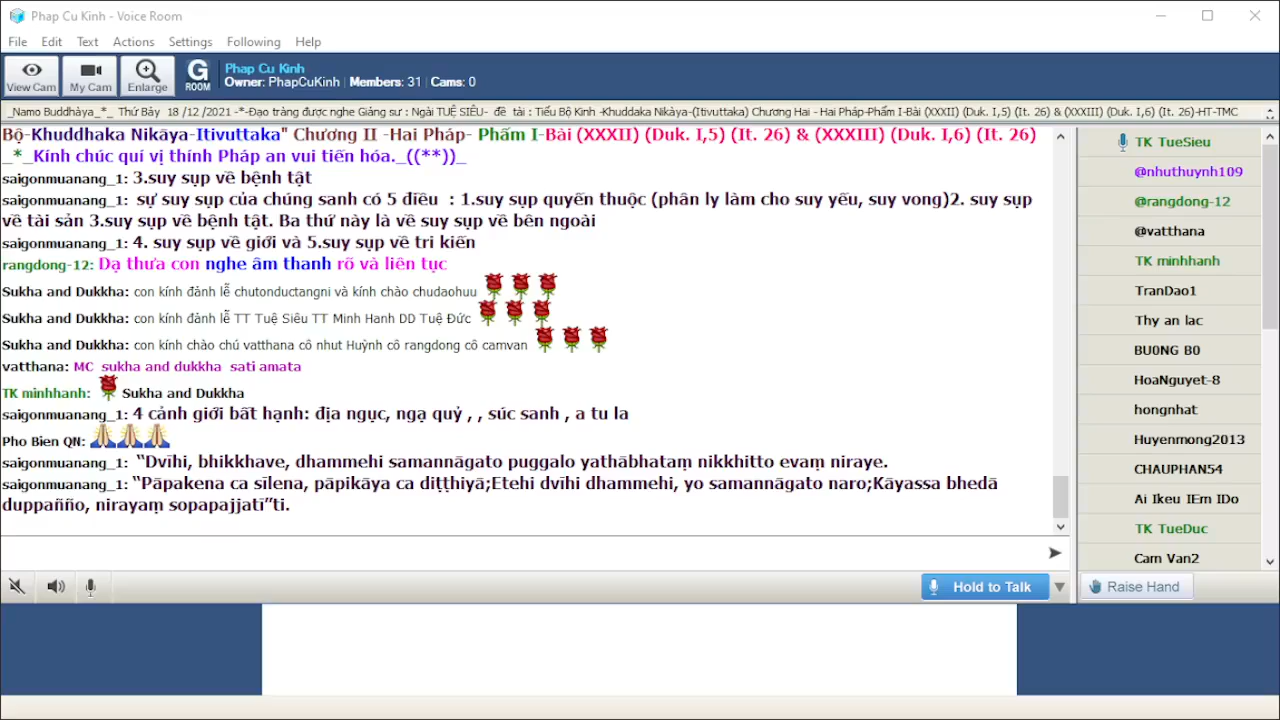 Phap Cu Kinh - Voice Room
File Edit Text Actions Settings Following Help
View Cam My Cam Enlarge G ROOM
Phap Cu Kinh
Owner: PhapCuKinh | Members: 31 | Cams: 0
_Namo Buddhàya_*_ Thứ Bảy 18 /12 /2021 -*-Đạo tràng được nghe Giảng sư : Ngài TUỆ SIÊU- đề tài : Tiểu Bộ Kinh -Khuddaka Nikàya-(Itivuttaka) Chương Hai - Hai Pháp-Phẩm I-Bài (XXXII) (Duk. I,5) (It. 26) & (XXXIII) (Duk. I,6) (It. 26)-HT-TMC
Bộ-Khuddhaka Nikāya-Itivuttaka" Chương II -Hai Pháp- Phẩm I-Bài (XXXII) (Duk. I,5) (It. 26) & (XXXIII) (Duk. I,6) (It. 26)
_*_Kính chúc quí vị thính Pháp an vui tiến hóa._((**))_
saigonmuanang_1: 3.suy sụp về bệnh tật
saigonmuanang_1: sự suy sụp của chúng sanh có 5 điều : 1.suy sụp quyến thuộc (phân ly làm cho suy yếu, suy vong)2. suy sụp
về tài sản 3.suy sụp về bệnh tật. Ba thứ này là về suy sụp về bên ngoài
saigonmuanang_1: 4. suy sụp về giới và 5.suy sụp về tri kiến
rangdong-12: Dạ thưa con nghe âm thanh rõ và liên tục
Sukha and Dukkha: con kính đảnh lễ chutonductangni và kính chào chudaohuu
Sukha and Dukkha: con kính đảnh lễ TT Tuệ Siêu TT Minh Hanh DD Tuệ Đức
Sukha and Dukkha: con kính chào chú vatthana cô nhut Huỳnh cô rangdong cô camvan
vatthana: MC sukha and dukkha sati amata
TK minhhanh: Sukha and Dukkha
saigonmuanang_1: 4 cảnh giới bất hạnh: địa ngục, ngạ quỷ , , súc sanh , a tu la
Pho Bien QN:
saigonmuanang_1: “Dvīhi, bhikkhave, dhammehi samannāgato puggalo yathābhataṃ nikkhitto evaṃ niraye.
saigonmuanang_1: “Pāpakena ca sīlena, pāpikāya ca diṭṭhiyā;Etehi dvīhi dhammehi, yo samannāgato naro;Kāyassa bhedā
duppañño, nirayaṃ sopapajjatī”ti.
TK TueSieu
@nhuthuynh109
@rangdong-12
@vatthana
TK minhhanh
TranDao1
Thy an lac
BU0NG B0
HoaNguyet-8
hongnhat
Huyenmong2013
CHAUPHAN54
Ai Ikeu IEm IDo
TK TueDuc
Cam Van2
Hold to Talk
Raise Hand